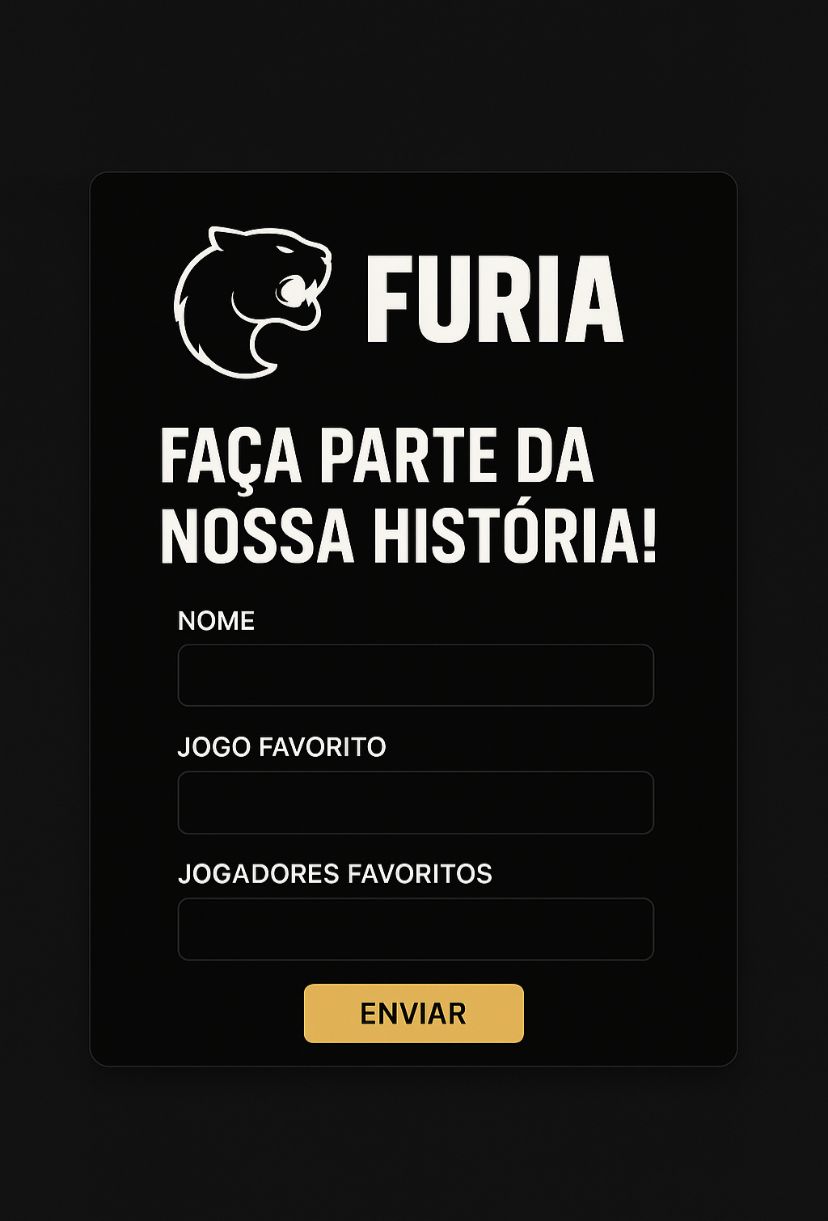 FURIA
FAÇA PARTE DA
NOSSA HISTÓRIA!
NOME
JOGO FAVORITO
JOGADORES FAVORITOS
ENVIAR